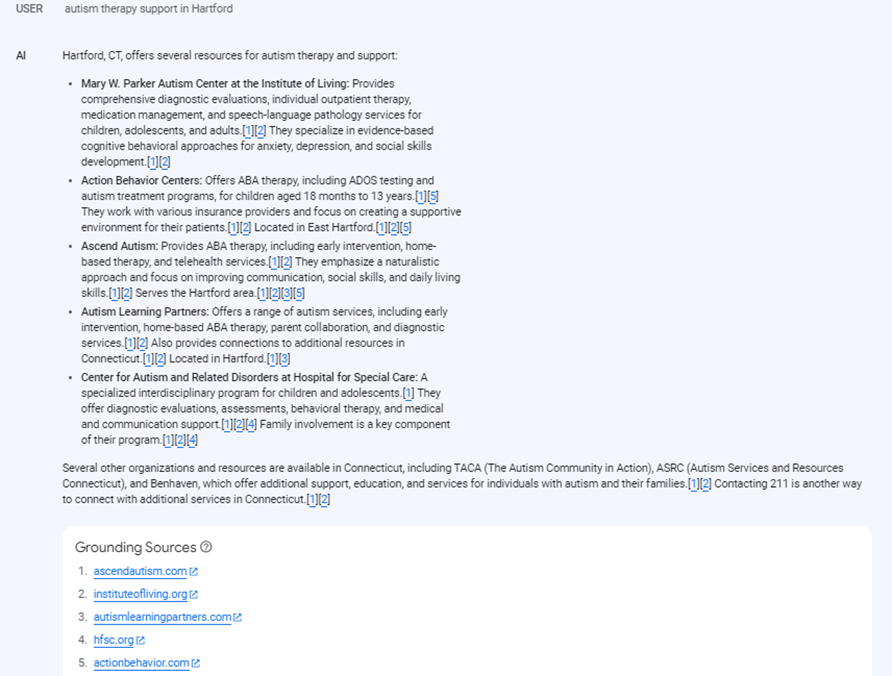 USER autism therapy support in Hartford
AI Hartford, CT, offers several resources for autism therapy and support:
• Mary W. Parker Autism Center at the Institute of Living: Provides
comprehensive diagnostic evaluations, individual outpatient therapy,
medication management, and speech-language pathology services for
children, adolescents, and adults.[1][2] They specialize in evidence-based
cognitive behavioral approaches for anxiety, depression, and social skills
development.[1][2]
• Action Behavior Centers: Offers ABA therapy, including ADOS testing and
autism treatment programs, for children aged 18 months to 13 years.[1][5]
They work with various insurance providers and focus on creating a supportive
environment for their patients.[1][2] Located in East Hartford.[1][2][5]
• Ascend Autism: Provides ABA therapy, including early intervention, home-
based therapy, and telehealth services.[1][2] They emphasize a naturalistic
approach and focus on improving communication, social skills, and daily living
skills.[1][2] Serves the Hartford area.[1][2][3][5]
• Autism Learning Partners: Offers a range of autism services, including early
intervention, home-based ABA therapy, parent collaboration, and diagnostic
services.[1][2] Also provides connections to additional resources in
Connecticut.[1][2] Located in Hartford.[1][3]
• Center for Autism and Related Disorders at Hospital for Special Care: A
specialized interdisciplinary program for children and adolescents.[1] They
offer diagnostic evaluations, assessments, behavioral therapy, and medical
and communication support.[1][2][4] Family involvement is a key component
of their program.[1][2][4]
Several other organizations and resources are available in Connecticut, including TACA (The Autism Community in Action), ASRC (Autism Services and Resources
Connecticut), and Benhaven, which offer additional support, education, and services for individuals with autism and their families.[1][2] Contacting 211 is another way
to connect with additional services in Connecticut.[1][2]
Grounding Sources
1. ascendautism.com
2. instituteofliving.org
3. autismlearningpartners.com
4. hfsc.org
5. actionbehavior.com